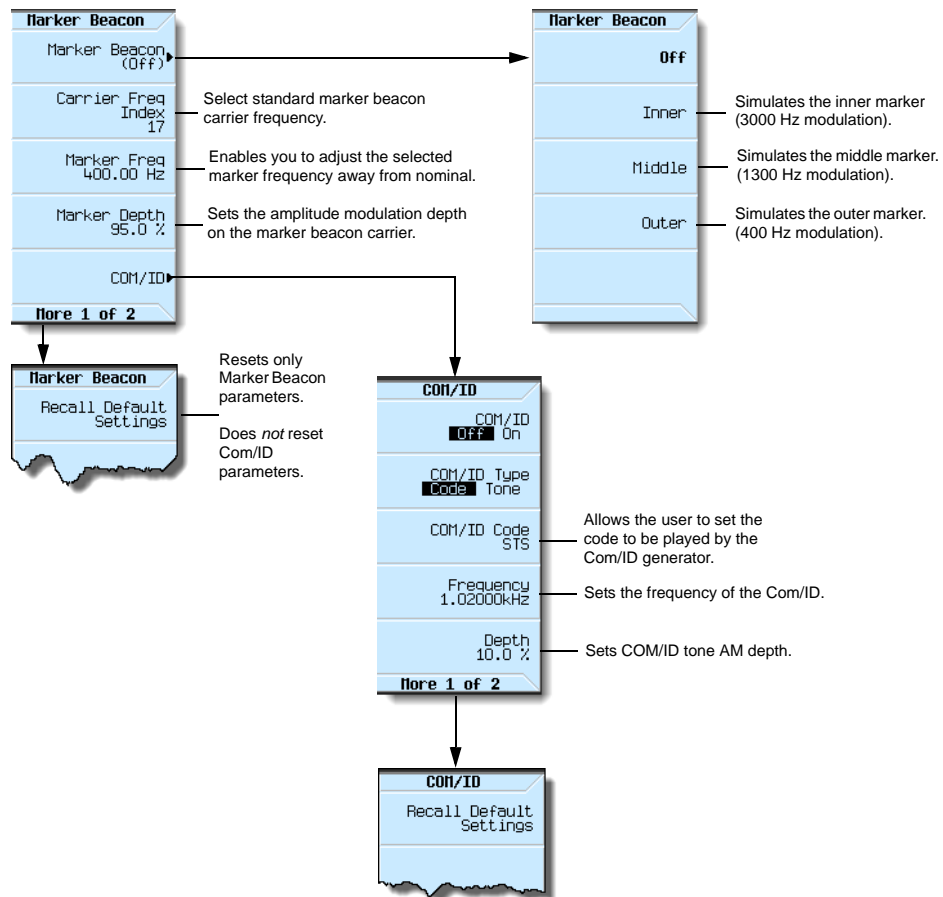 Marker Beacon
Marker Beacon
(Off)
Carrier Freq
Index
17
Marker Freq
400.00 Hz
Marker Depth
95.0 %
COM/ID
More 1 of 2
Select standard marker beacon
carrier frequency.
Enables you to adjust the selected
marker frequency away from nominal.
Sets the amplitude modulation depth
on the marker beacon carrier.
Marker Beacon
Off
Inner
Middle
Outer
Simulates the inner marker
(3000 Hz modulation).
Simulates the middle marker.
(1300 Hz modulation).
Simulates the outer marker.
(400 Hz modulation).
Marker Beacon
Recall Default
Settings
Resets only
Marker Beacon
parameters.
Does not reset
Com/ID
parameters.
COM/ID
COM/ID
Off On
COM/ID Type
Code Tone
COM/ID Code
STS
Frequency
1.02000kHz
Depth
10.0 %
More 1 of 2
Allows the user to set the
code to be played by the
Com/ID generator.
Sets the frequency of the Com/ID.
Sets COM/ID tone AM depth.
COM/ID
Recall Default
Settings